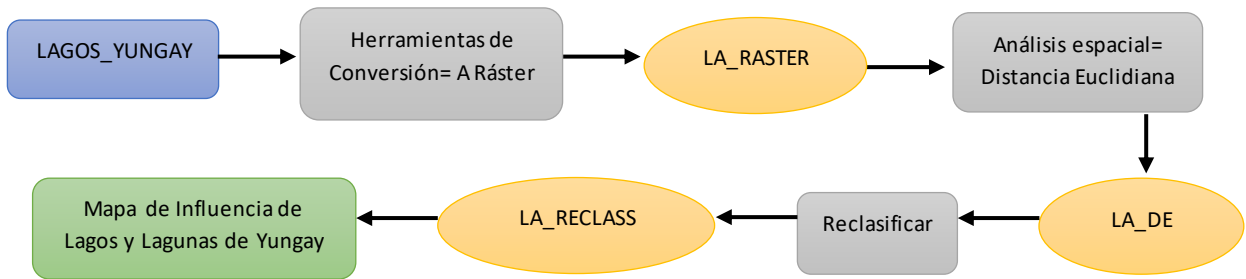 LAGOS_YUNGAY
Herramientas de
Conversión= A Ráster
LA_RASTER
Análisis espacial=
Distancia Euclidiana
LA_DE
Reclasificar
LA_RECLASS
Mapa de Influencia de
Lagos y Lagunas de Yungay